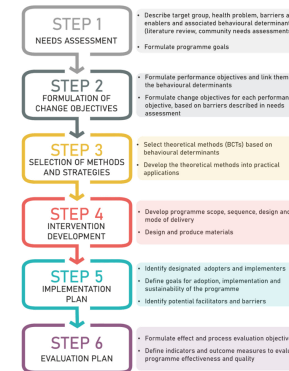 STEP 1
NEEDS ASSESSMENT
• Describe target group, health problem, barriers a
enablers and associated behavioural determinan
(literature review, community needs assessment
• Formulate programme goals
STEP 2
FORMULATION OF
CHANGE OBJECTIVES
• Formulate performance objectives and link them
the behavioural determinants
• Formulate change objectives for each performan
objective, based on barriers described in needs
assessment
STEP 3
SELECTION OF METHODS
AND STRATEGIES
• Select theoretical methods (BCTs) based on
behavioural determinants
• Develop the theoretical methods into practical
applications
STEP 4
INTERVENTION
DEVELOPMENT
• Develop programme scope, sequence, design and
mode of delivery
• Design and produce materials
STEP 5
IMPLEMENTATION
PLAN
• Identify designated adopters and implementers
• Define goals for adoption, implementation and
sustainability of the programme
• Identify potential facilitators and barriers
STEP 6
EVALUATION PLAN
• Formulate effect and process evaluation objectiv
• Define indicators and outcome measures to evalu
programme effectiveness and quality